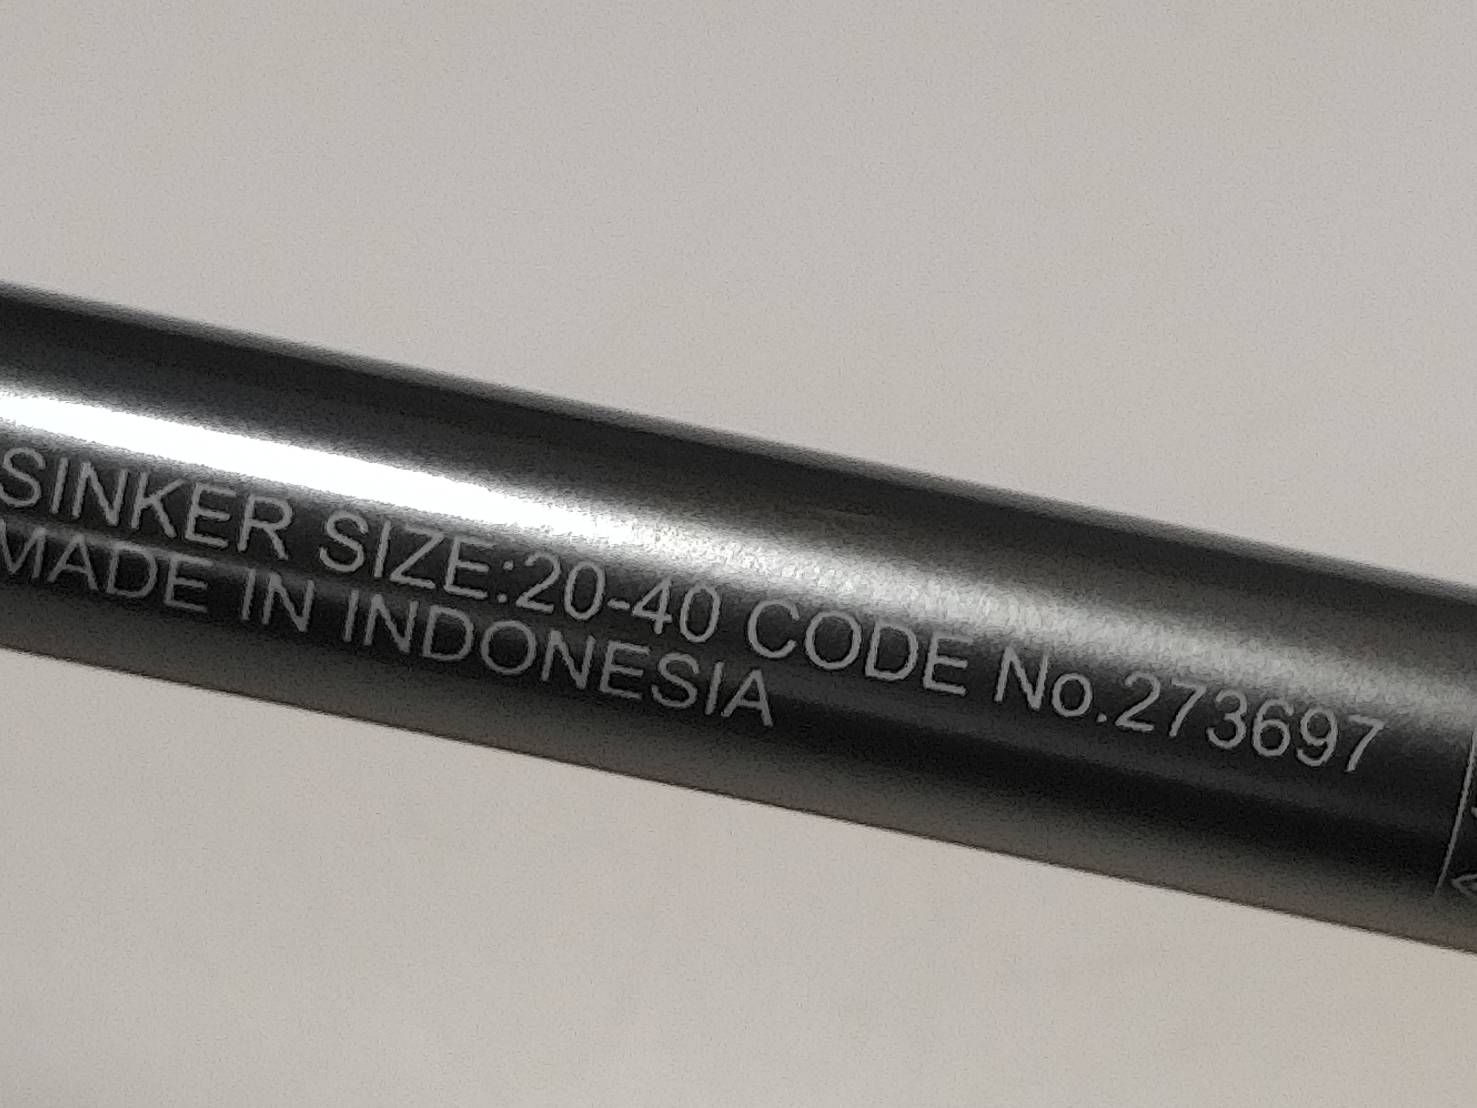 SINKER SIZE:20-40 CODE No.273697
MADE IN INDONESIA